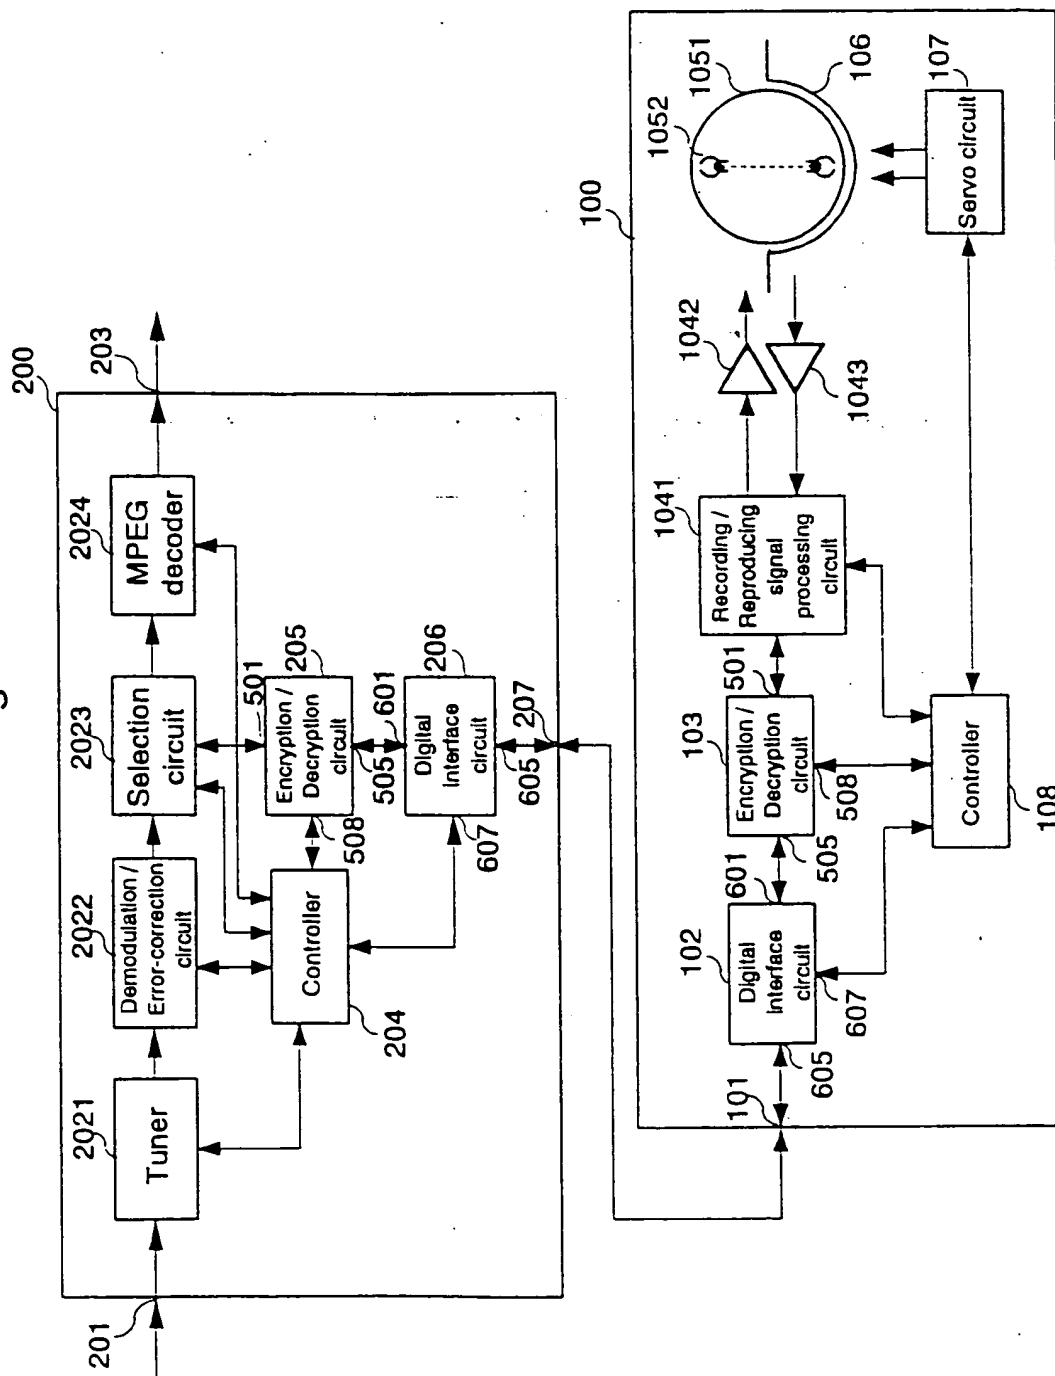 200
201
2021
Tuner
2022
Demodulation /
Error-correction
circuit
2023
Selection
circuit
2024
MPEG
decoder
203
501
204
Controller
508
Encryption /
Decryption
circuit
205
505
601
Digital
Interface
circuit
206
607
605
207
100
101
605
102
Digital
Interface
circuit
607
601
505
103
Encryption /
Decryption
circuit
508
501
1041
Recording /
Reproducing
signal
processing
circuit
1042
1043
1052
1051
106
107
Servo circuit
Controller
108